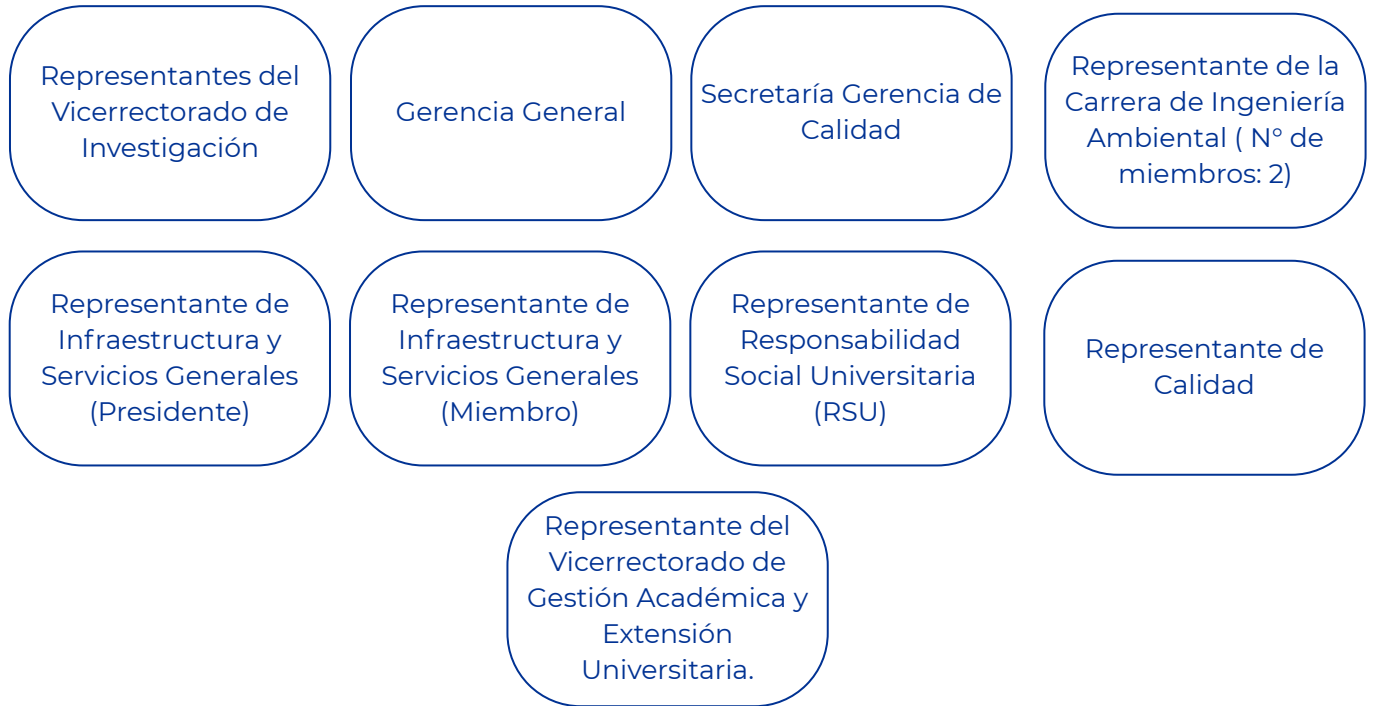 Representantes del
Vicerrectorado de
Investigación
Gerencia General
Secretaría Gerencia de
Calidad
Representante de la
Carrera de Ingeniería
Ambiental ( N° de
miembros: 2)
Representante de
Infraestructura y
Servicios Generales
(Presidente)
Representante de
Infraestructura y
Servicios Generales
(Miembro)
Representante de
Responsabilidad
Social Universitaria
(RSU)
Representante de
Calidad
Representante del
Vicerrectorado de
Gestión Académica y
Extensión
Universitaria.